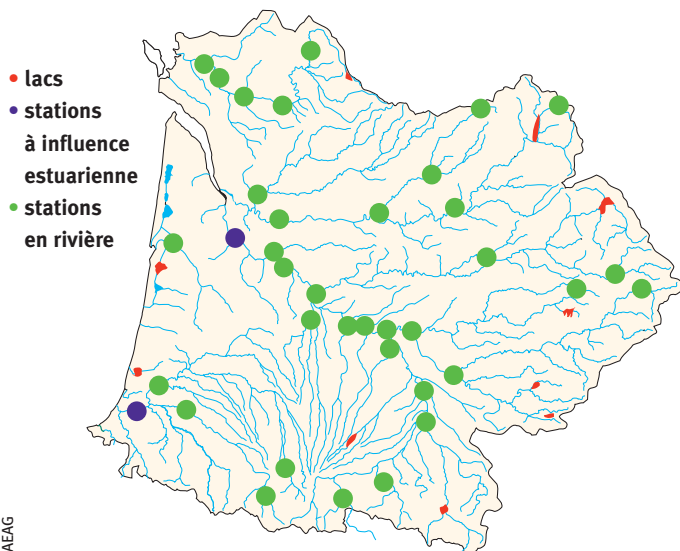 • lacs
• stations
à influence
estuarienne
• stations
en rivière
AEAG